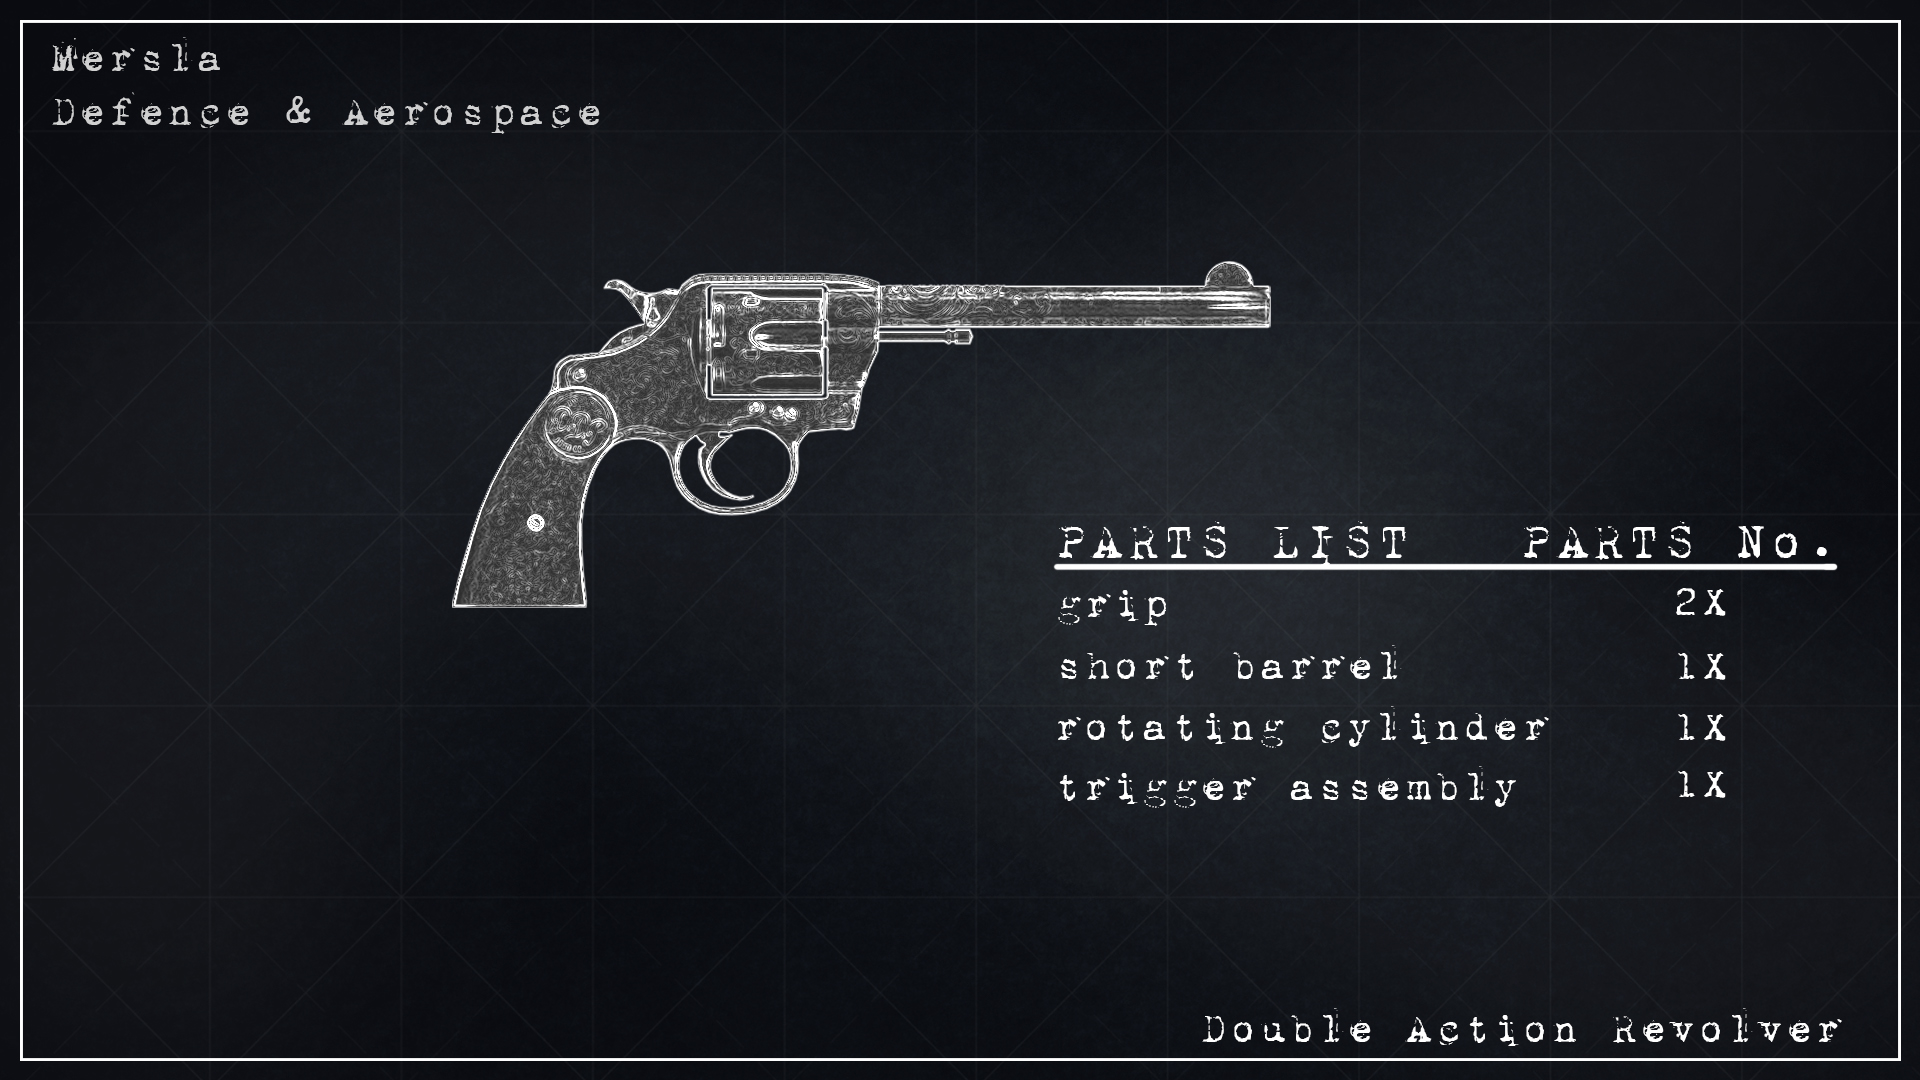 Mersla
Defence & Aerospace
PARTS LIST PARTS No.
grip 2X
short barrel 1X
rotating cylinder 1X
trigger assembly 1X
Double Action Revolver